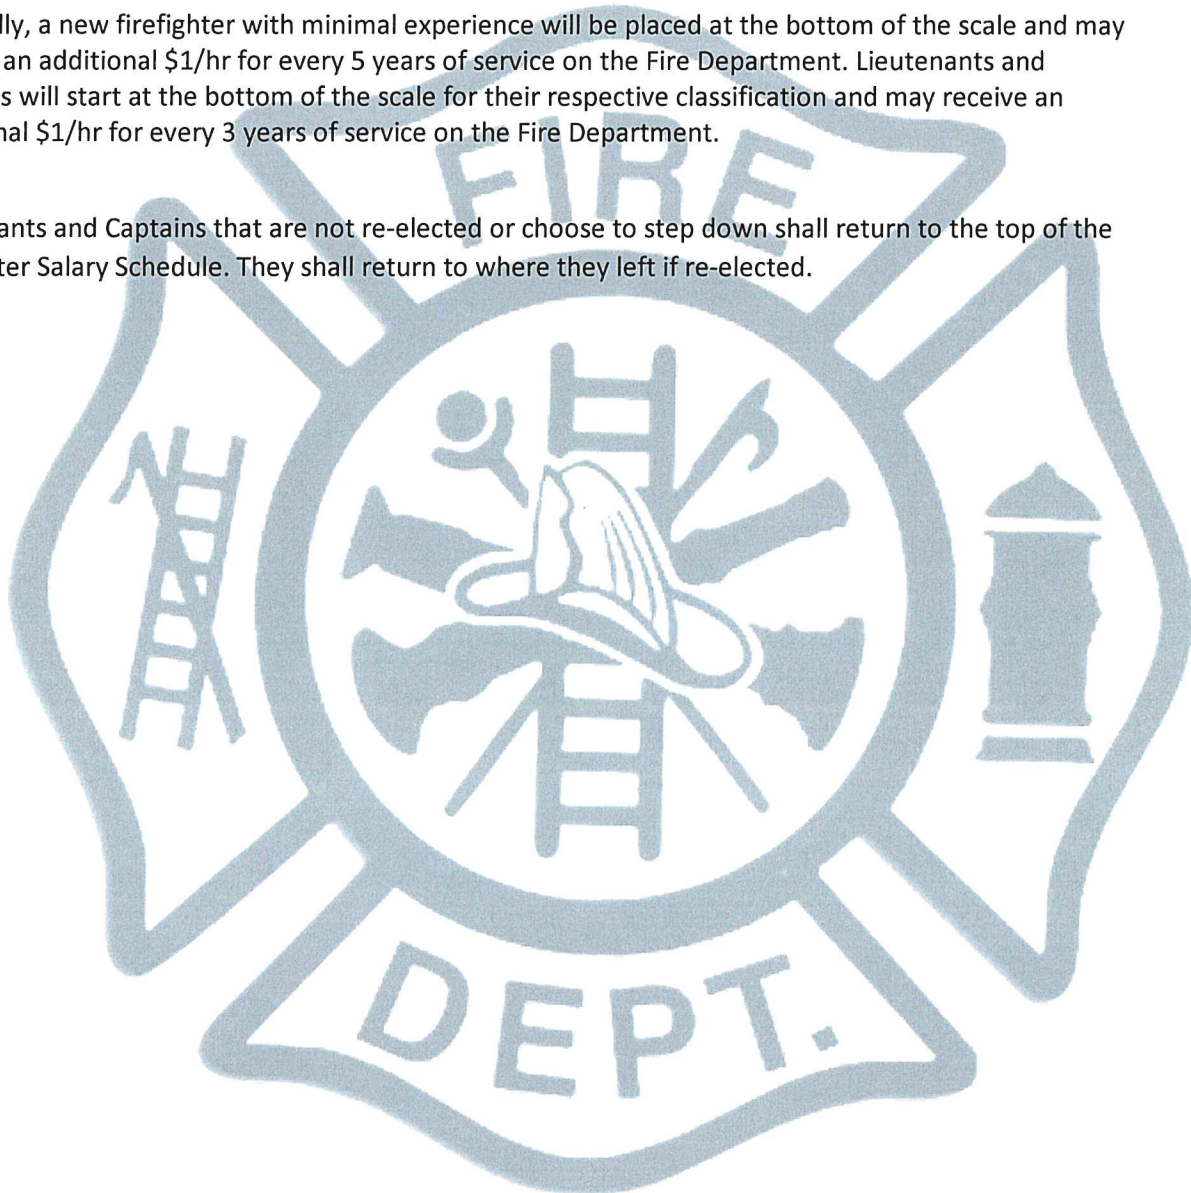 lly, a new firefighter with minimal experience will be placed at the bottom of the scale and may
an additional $1/hr for every 5 years of service on the Fire Department. Lieutenants and
s will start at the bottom of the scale for their respective classification and may receive an
nal $1/hr for every 3 years of service on the Fire Department.
FIRE
ants and Captains that are not re-elected or choose to step down shall return to the top of the
ter Salary Schedule. They shall return to where they left if re-elected.
DEPT.